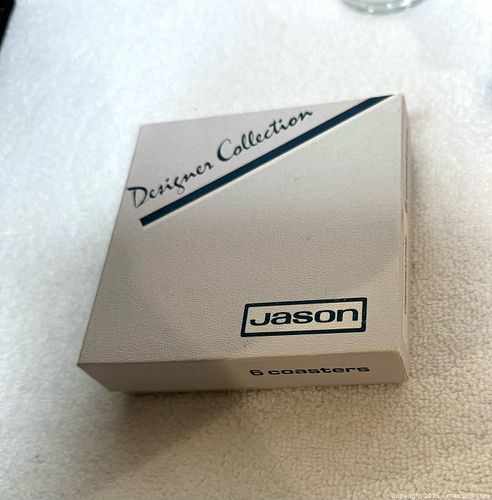 Designer Collection
Jason
6 coasters